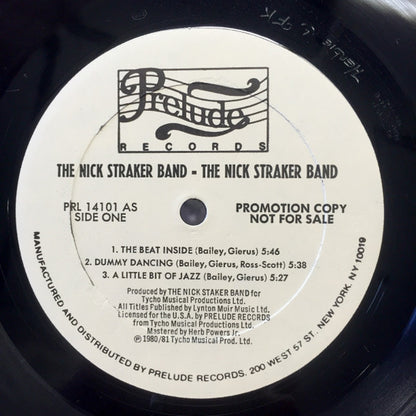 Prelude
RECORDS
THE NICK STRAKER BAND - THE NICK STRAKER BAND
PRL 14101 AS
SIDE ONE
PROMOTION COPY
NOT FOR SALE
1. THE BEAT INSIDE (Bailey, Gierus) 5:46
2. DUMMY DANCING (Bailey, Gierus, Ross-Scott) 5:38
3. A LITTLE BIT OF JAZZ (Bailey, Gierus) 5:27
Produced by THE NICK STAKER BAND for
Tycho Musical Productions Ltd.
All Titles Published by Lynton Muir Music Ltd.
Licensed for the U.S.A. by PRELUDE RECORDS
from Tycho Musical Productions Ltd.
Mastered by Herb Powers Jr.
℗ 1980/81 Tycho Musical Prod. Ltd.
MANUFACTURED AND DISTRIBUTED BY PRELUDE RECORDS, 200 WEST 57 ST. NEW YORK, NY 10019